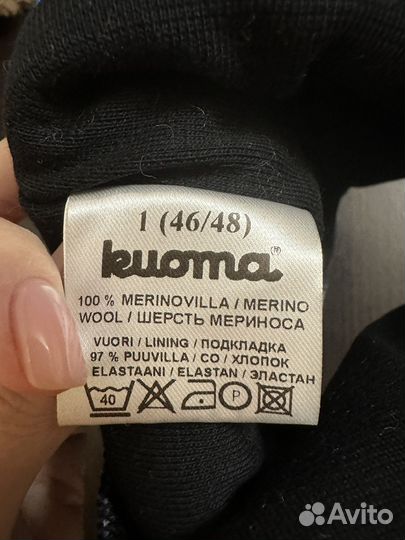 1 (46/48)
kuoma
100 % MERINOVILLA / MERINO
WOOL / ШЕРСТЬ МЕРИНОСА
VUORI / LINING / ПОДКЛАДКА
97 % PUUVILLA / CO / ХЛОПОК
ELASTAANI / ELASTAN / ЭЛАСТАН
40 P
Avito